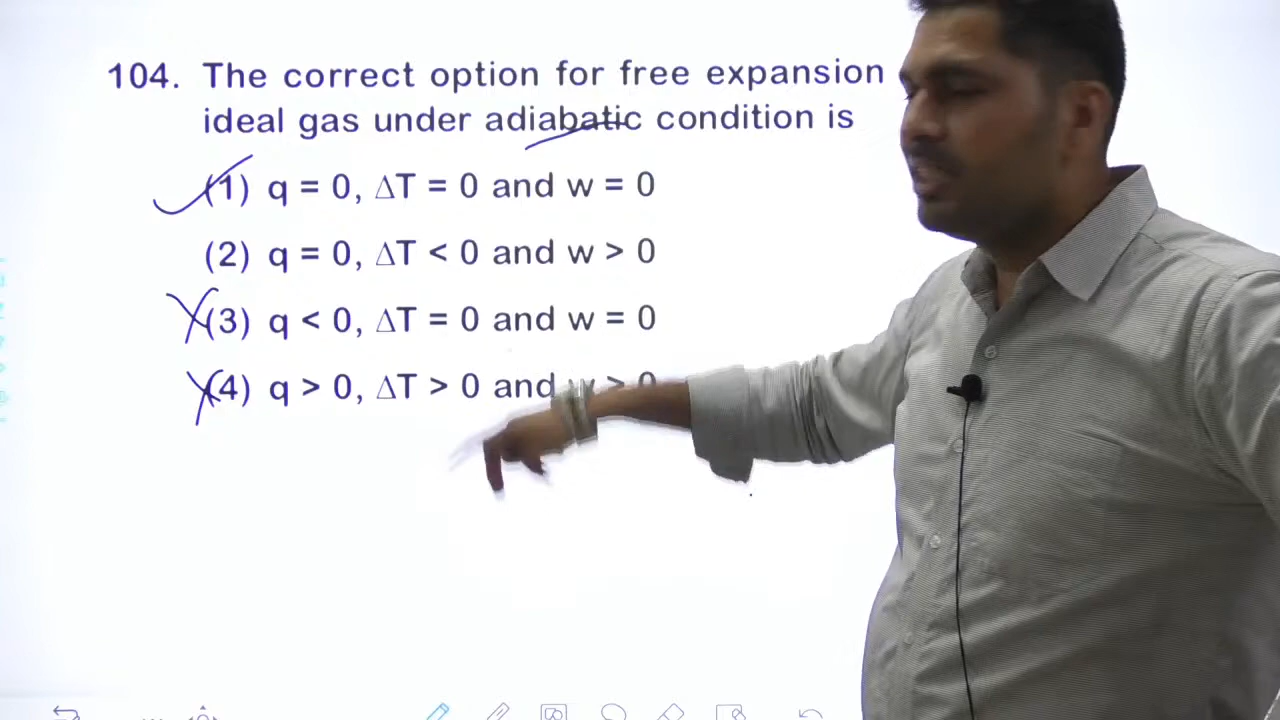 104. The correct option for free expansion
ideal gas under adiabatic condition is
(1) q = 0, ΔT = 0 and w = 0
(2) q = 0, ΔT < 0 and w > 0
(3) q < 0, ΔT = 0 and w = 0
(4) q > 0, ΔT > 0 and w > 0